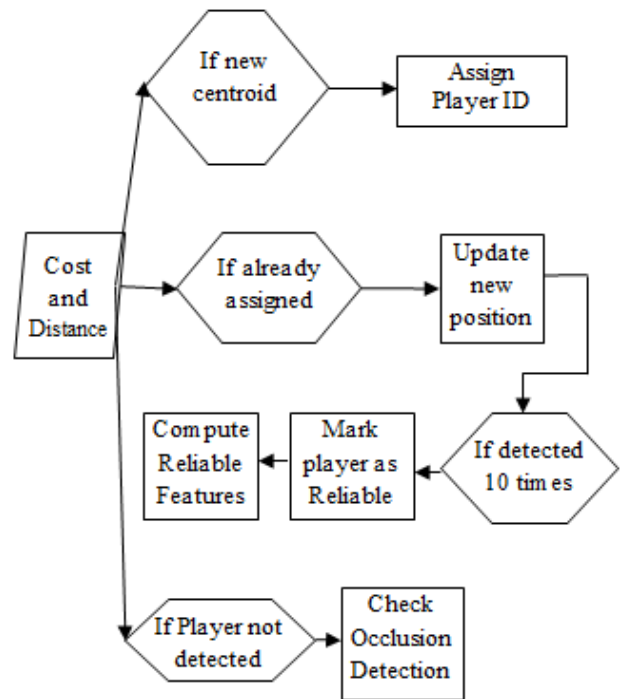 If new
centroid
Assign
Player ID
Cost
and
Distance
If already
assigned
Update
new
position
If detected
10 times
Mark
player as
Reliable
Compute
Reliable
Features
If Player not
detected
Check
Occlusion
Detection